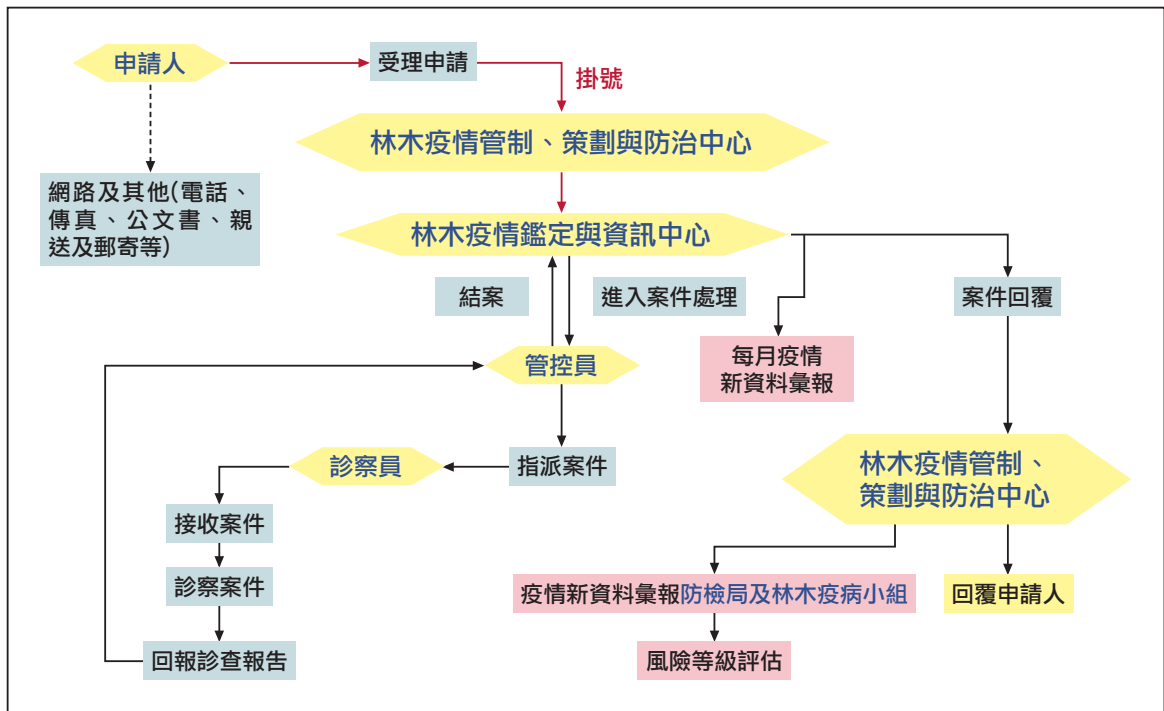 申請人
受理申請
掛號
林木疫情管制、策劃與防治中心
網路及其他(電話、
傳真、公文書、親
送及郵寄等)
林木疫情鑑定與資訊中心
結案
進入案件處理
案件回覆
每月疫情
新資料彙報
管控員
診察員
指派案件
林木疫情管制、
策劃與防治中心
接收案件
診察案件
疫情新資料彙報防檢局及林木疫病小組
回覆申請人
回報診查報告
風險等級評估